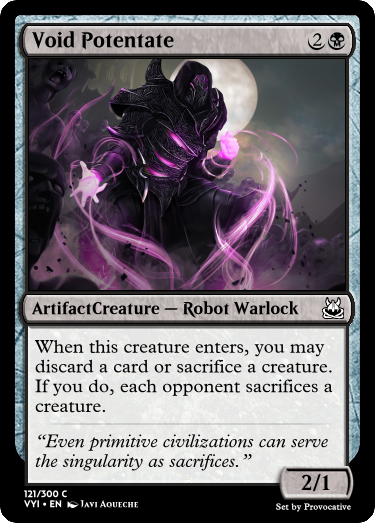 Void Potentate 2
ArtifactCreature — Robot Warlock
When this creature enters, you may
discard a card or sacrifice a creature.
If you do, each opponent sacrifices a
creature.
“Even primitive civilizations can serve
the singularity as sacrifices.”
2/1
121/300 C
VYI • EN Javi Aoueche
Set by Provocative